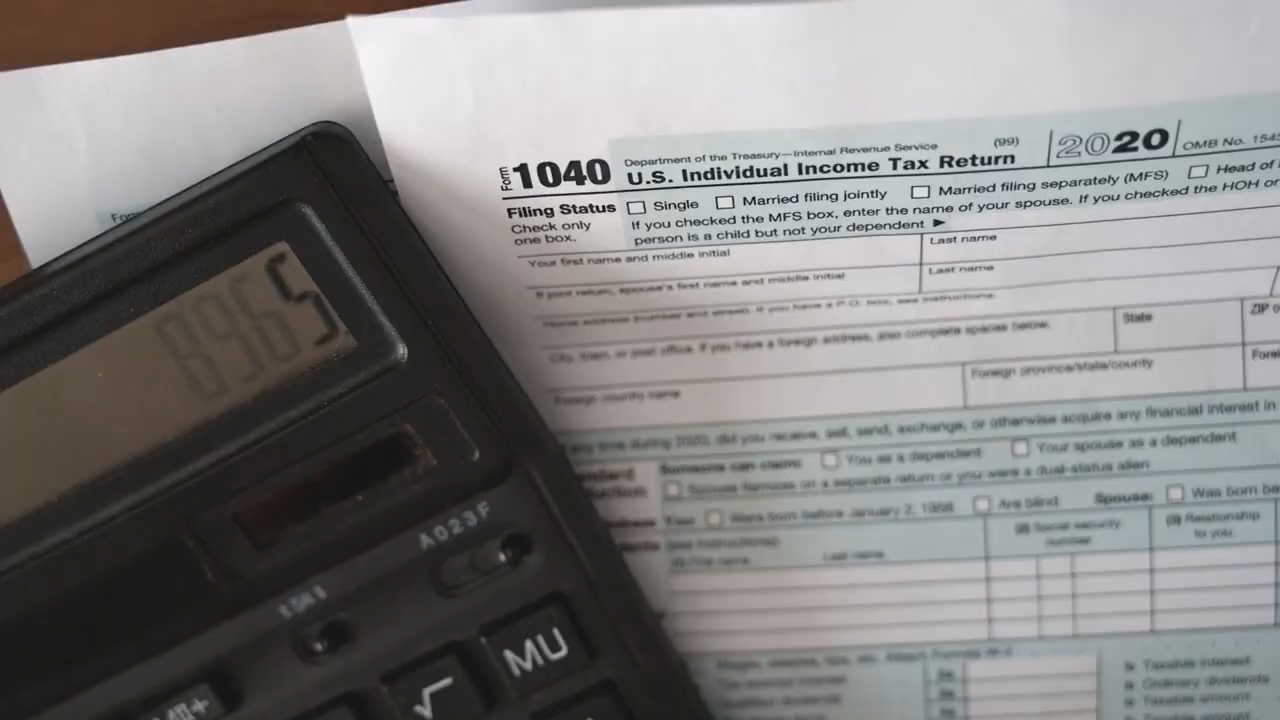 Form 1040
Department of the Treasury—Internal Revenue Service (99)
U.S. Individual Income Tax Return
2020
OMB No. 1545
Filing Status
Check only
one box.
Single Married filing jointly Married filing separately (MFS) Head of
If you checked the MFS box, enter the name of your spouse. If you checked the HOH or
person is a child but not your dependent ►
Your first name and middle initial Last name
If joint return, spouse's first name and middle initial Last name
Home address (number and street). If you have a P.O. box, see instructions.
City, town, or post office. If you have a foreign address, also complete spaces below. State ZIP
Foreign country name Foreign province/state/county Forei
any time during 2020, did you receive, sell, send, exchange, or otherwise acquire any financial interest in
Someone can claim: You as a dependent Your spouse as a dependent
Spouse itemizes on a separate return or you were a dual-status alien
You: Were born before January 2, 1956 Are blind Spouse: Was born be
(see instructions): (2) Social security (3) Relationship
number to you
(1) First name Last name
Form
8965
A023F
MU
√